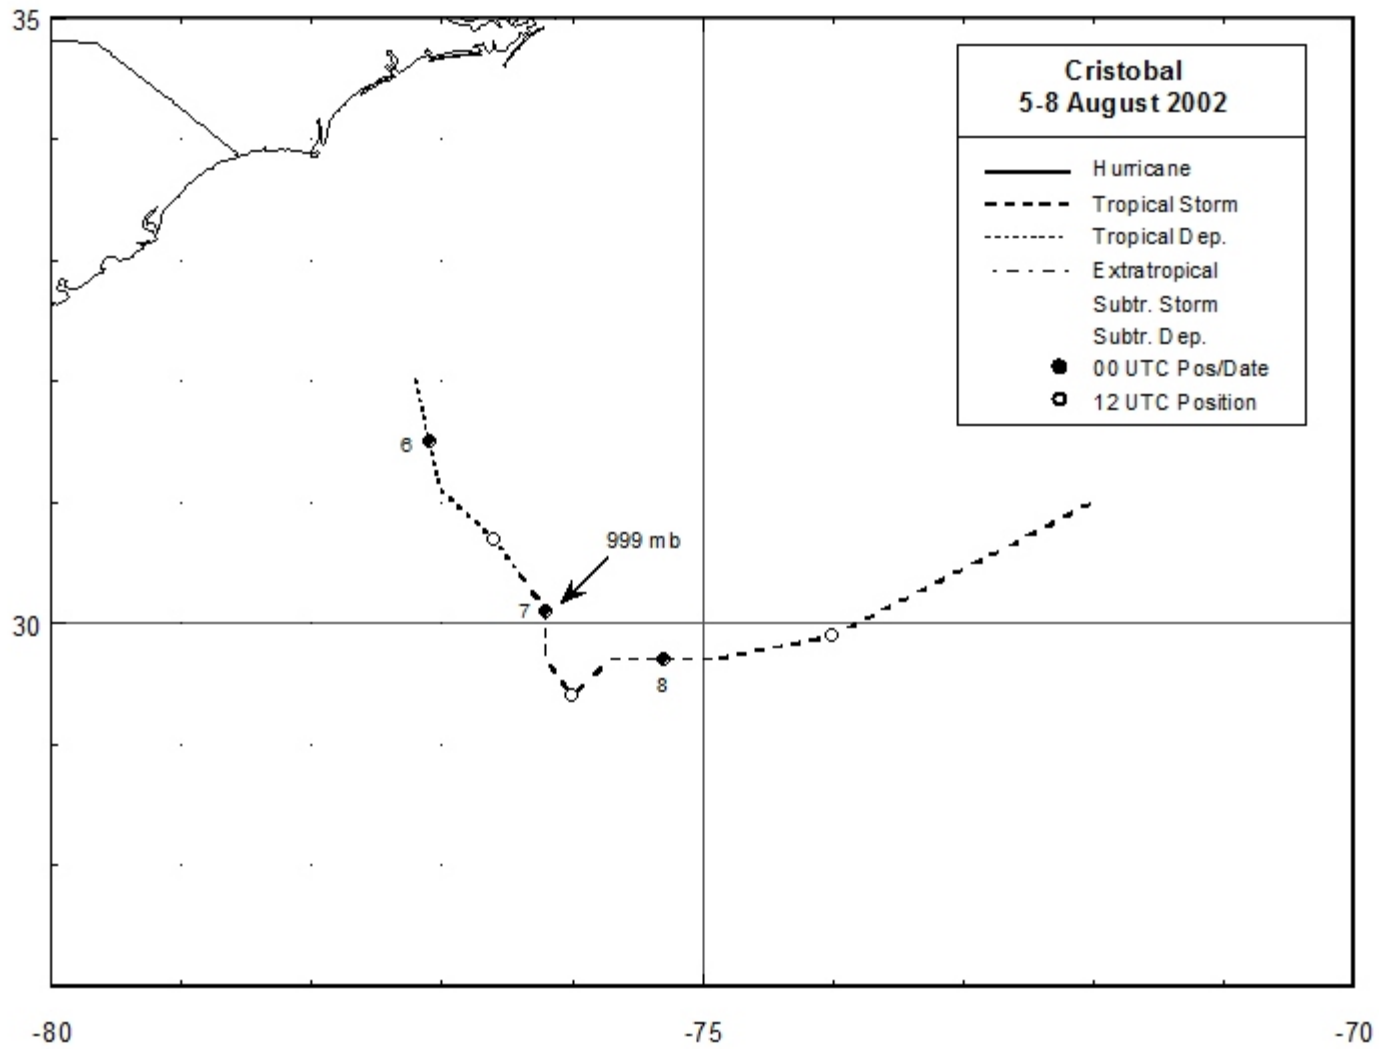 35
Cristobal
5-8 August 2002
Hurricane
Tropical Storm
Tropical Dep.
Extratropical
Subtr. Storm
Subtr. Dep.
00 UTC Pos/Date
12 UTC Position
6
999 mb
7
30
8
-80
-75
-70